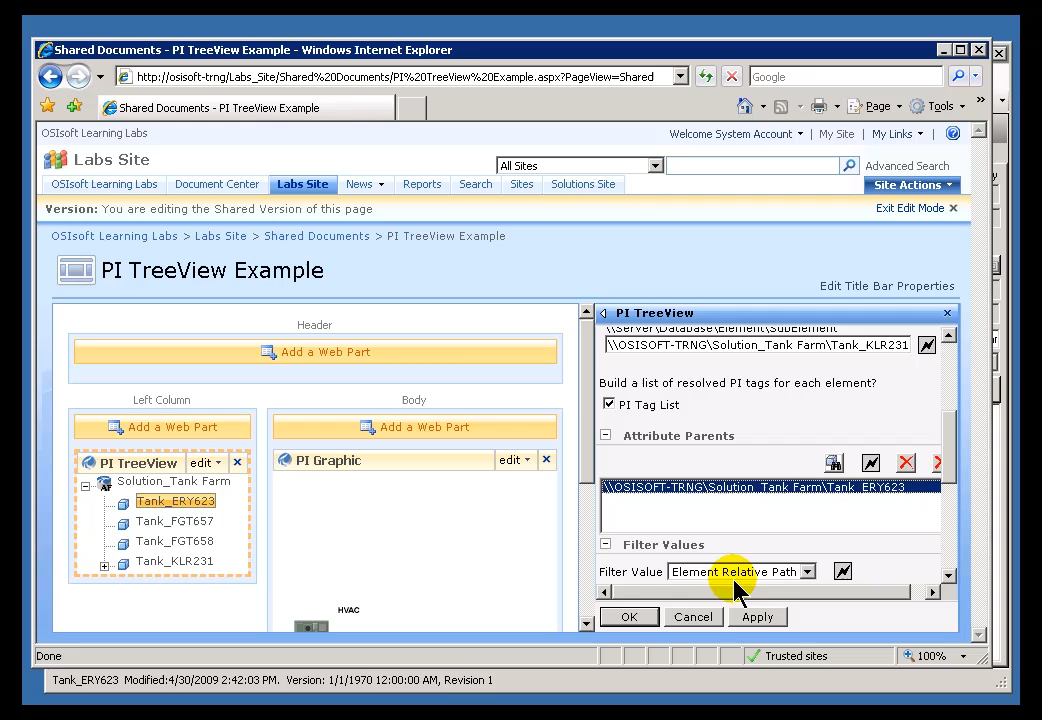 Shared Documents - PI TreeView Example - Windows Internet Explorer
http://osisoft-trng/Labs_Site/Shared%20Documents/PI%20TreeView%20Example.aspx?PageView=Shared
Google
Shared Documents - PI TreeView Example
Page
Tools
»
OSIsoft Learning Labs
Welcome System Account
My Site
My Links
Labs Site
All Sites
Advanced Search
OSIsoft Learning Labs
Document Center
Labs Site
News
Reports
Search
Sites
Solutions Site
Site Actions
Version: You are editing the Shared Version of this page
Exit Edit Mode
OSIsoft Learning Labs > Labs Site > Shared Documents > PI TreeView Example
PI TreeView Example
Edit Title Bar Properties
Header
Add a Web Part
Left Column
Add a Web Part
PI TreeView
edit
Solution_Tank Farm
AF
Tank_ERY623
Tank_FGT657
Tank_FGT658
Tank_KLR231
Body
Add a Web Part
PI Graphic
edit
HVAC
PI TreeView
\\Server\Database\Element\SubElement
\\OSISOFT-TRNG\Solution_Tank Farm\Tank_KLR231
Build a list of resolved PI tags for each element?
PI Tag List
Attribute Parents
\\OSISOFT-TRNG\Solution_Tank Farm\Tank_ERY623
Filter Values
Filter Value
Element Relative Path
OK
Cancel
Apply
Done
Trusted sites
100%
Tank_ERY623 Modified:4/30/2009 2:42:03 PM. Version: 1/1/1970 12:00:00 AM, Revision 1